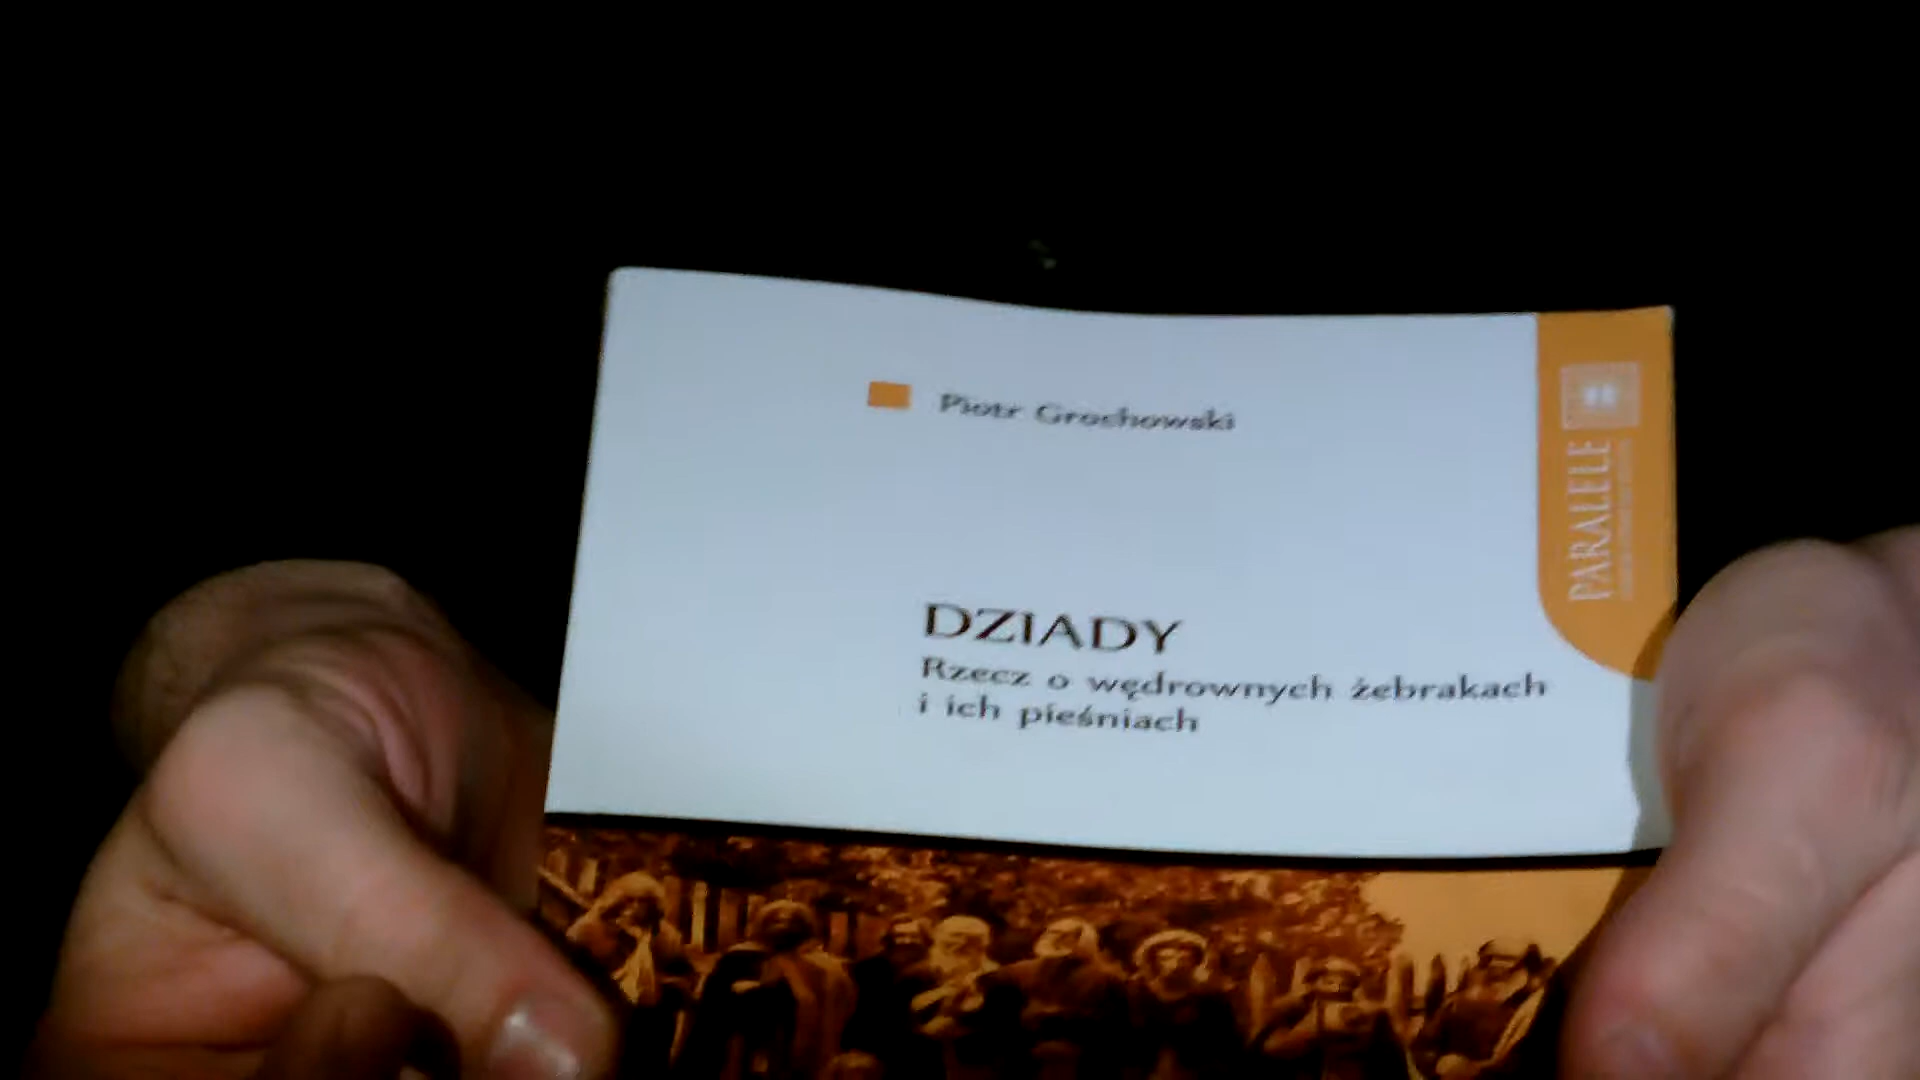 Piotr Grochowski
PARALELE
DZIADY
Rzecz o wędrownych żebrakach
i ich pieśniach